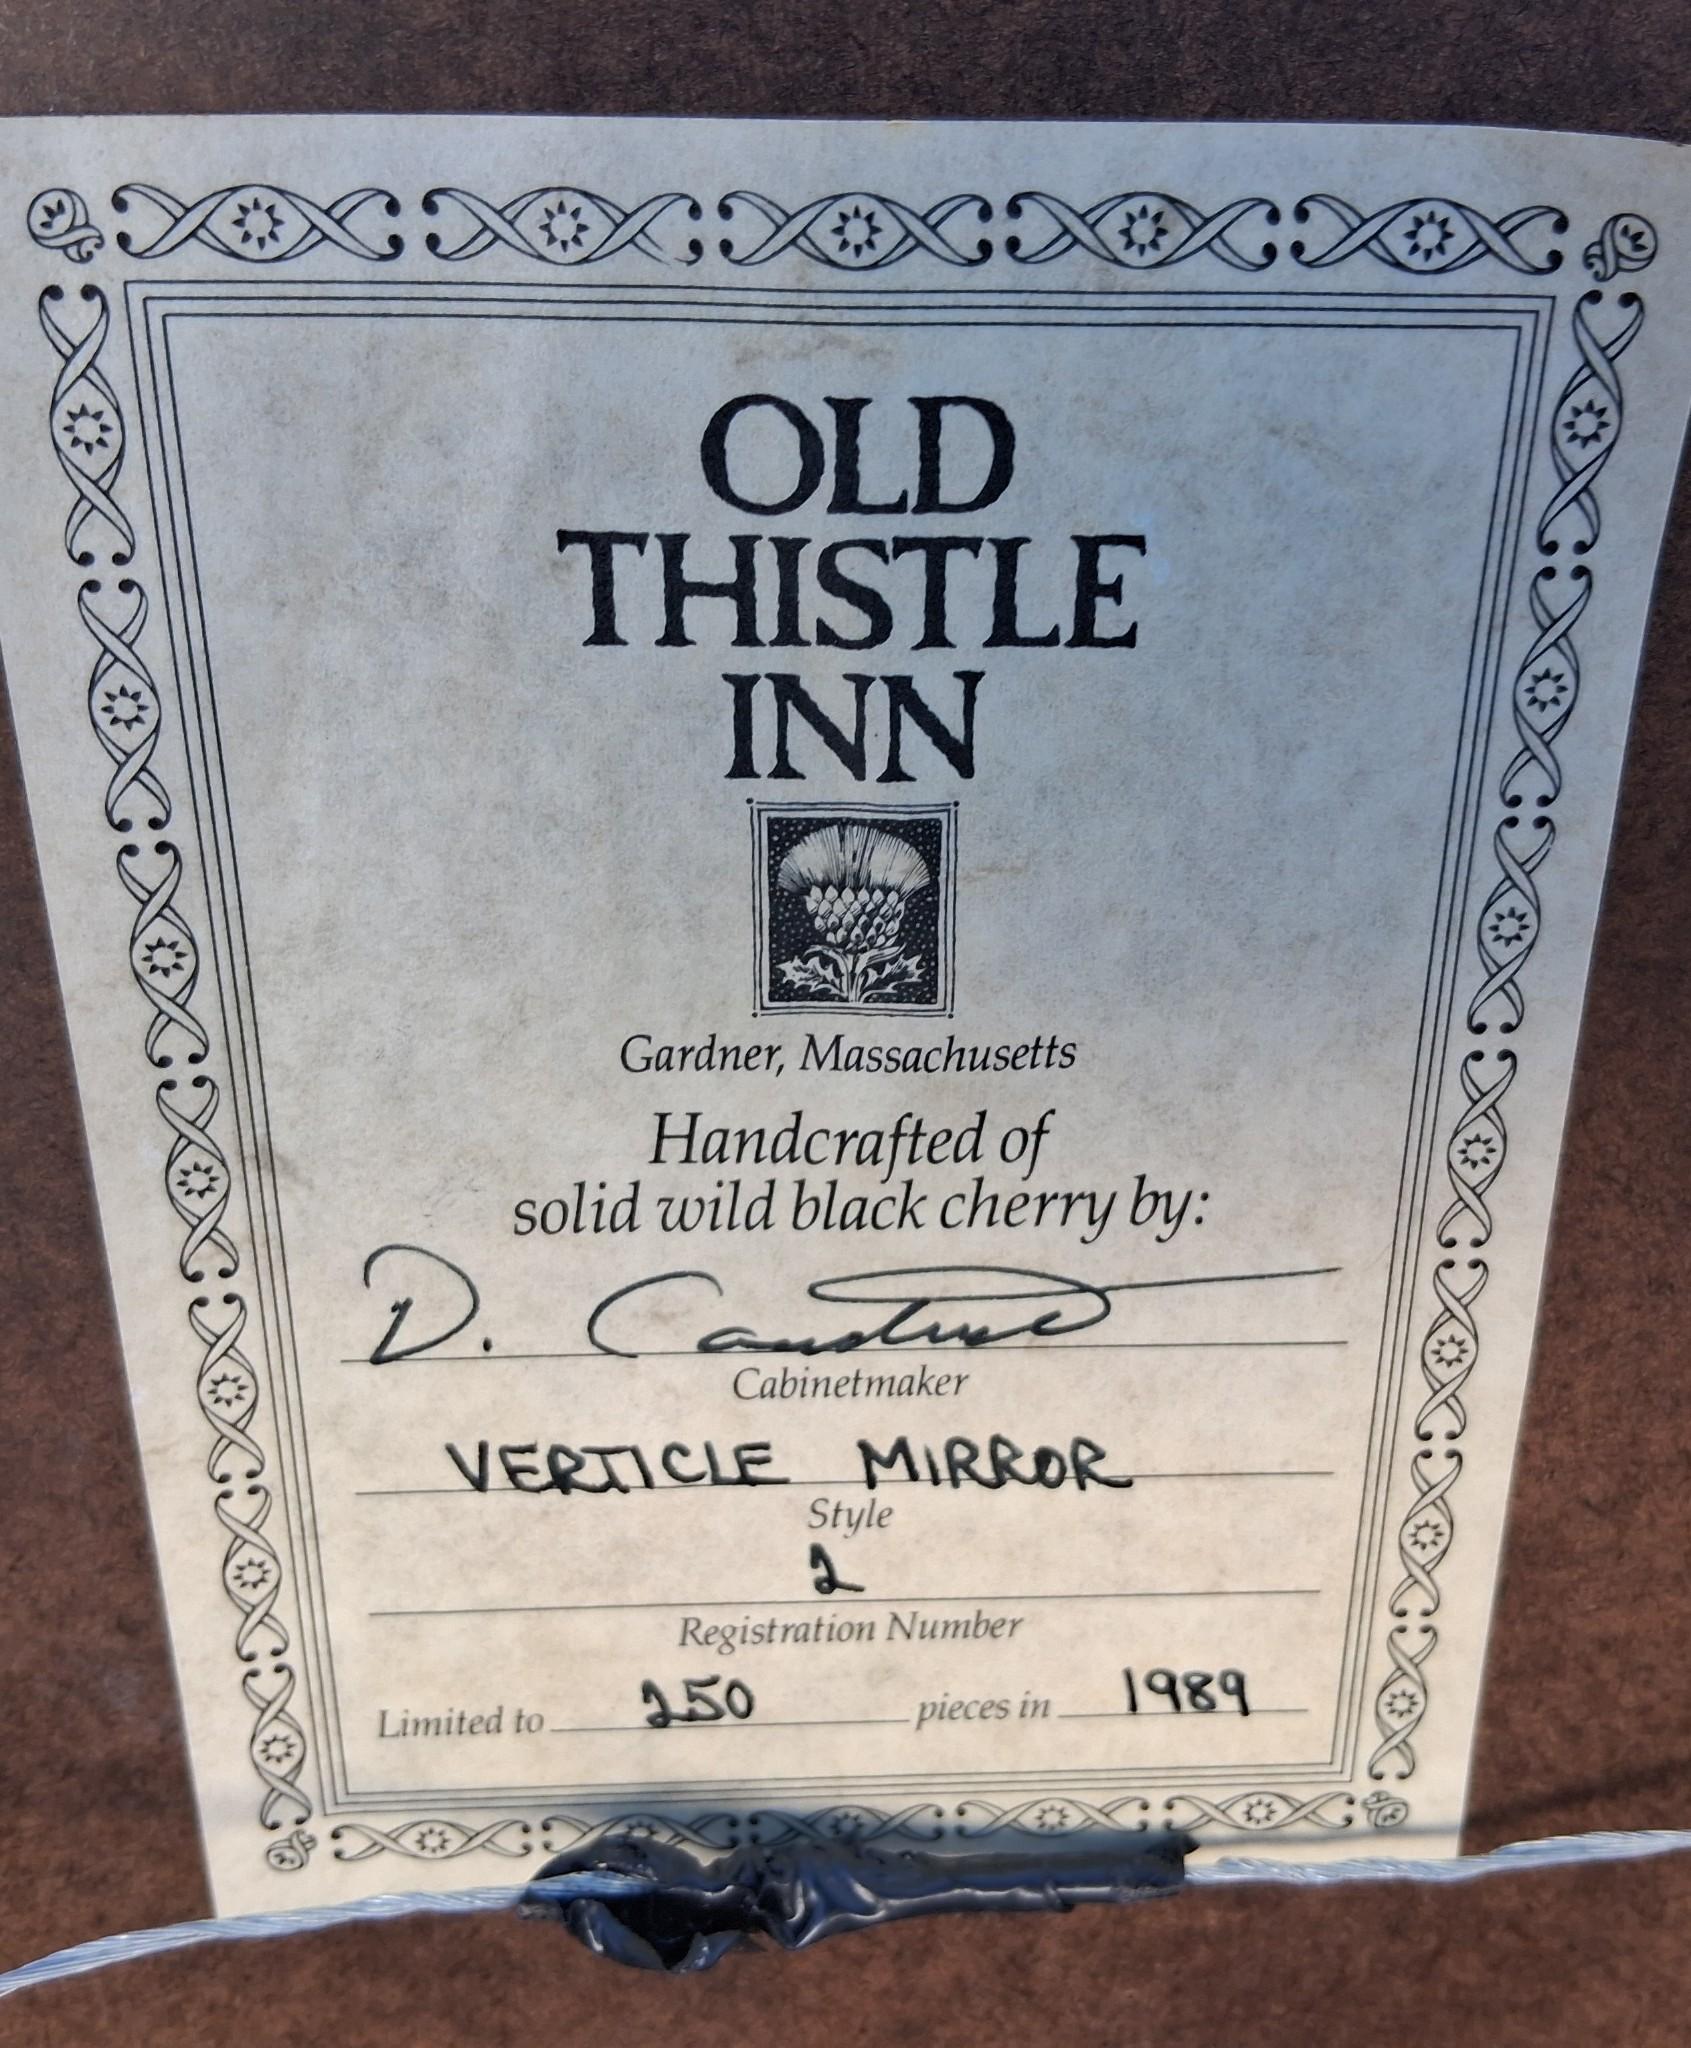 OLD
THISTLE
INN
Gardner, Massachusetts
Handcrafted of
solid wild black cherry by:
D.
Cabinetmaker
VERTICLE MIRROR
Style
2
Registration Number
Limited to 250 pieces in 1989